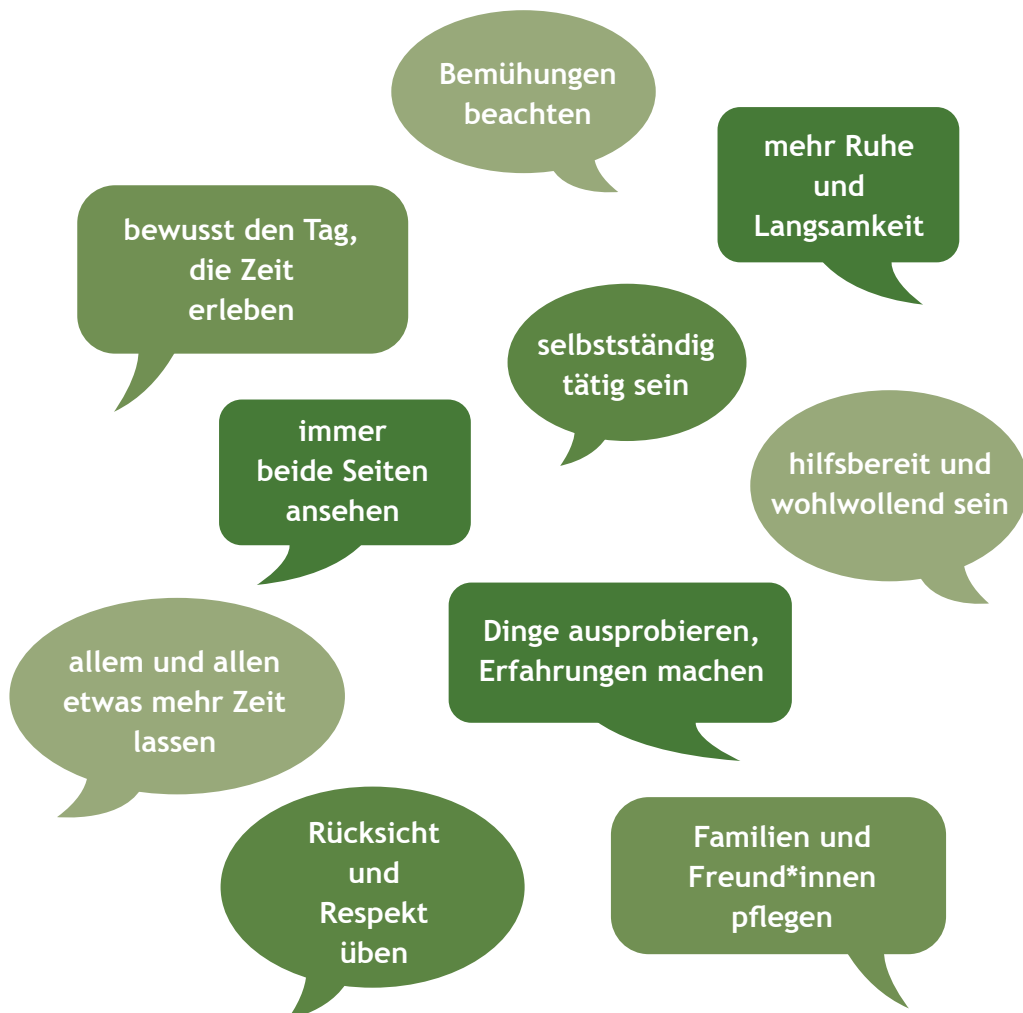 Bemühungen
beachten
mehr Ruhe
und
Langsamkeit
bewusst den Tag,
die Zeit
erleben
selbstständig
tätig sein
immer
beide Seiten
ansehen
hilfsbereit und
wohlwollend sein
Dinge ausprobieren,
Erfahrungen machen
allem und allen
etwas mehr Zeit
lassen
Rücksicht
und
Respekt
üben
Familien und
Freund*innen
pflegen